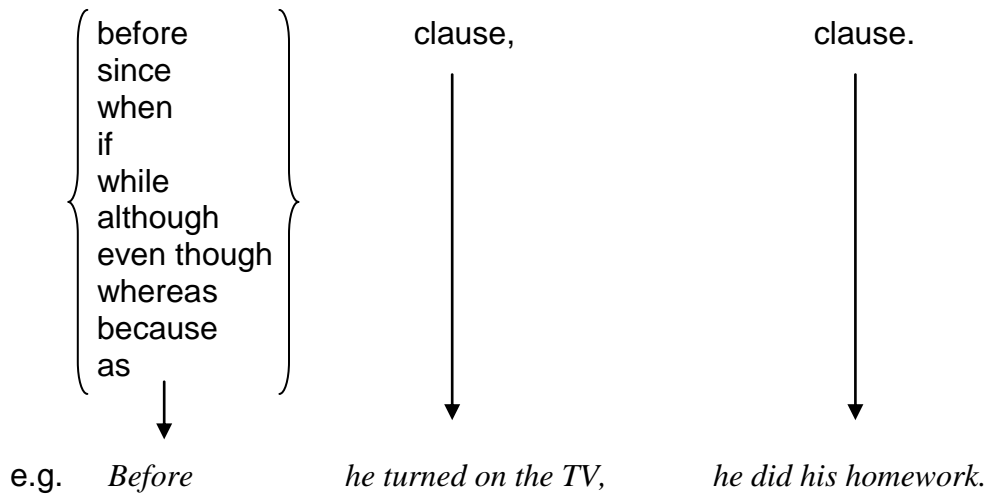 before clause, clause.
since
when
if
while
although
even though
whereas
because
as
e.g. Before he turned on the TV, he did his homework.